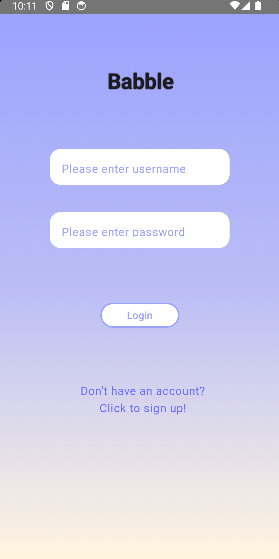 10:11
Babble
Please enter username
Please enter password
Login
Don't have an account?
Click to sign up!